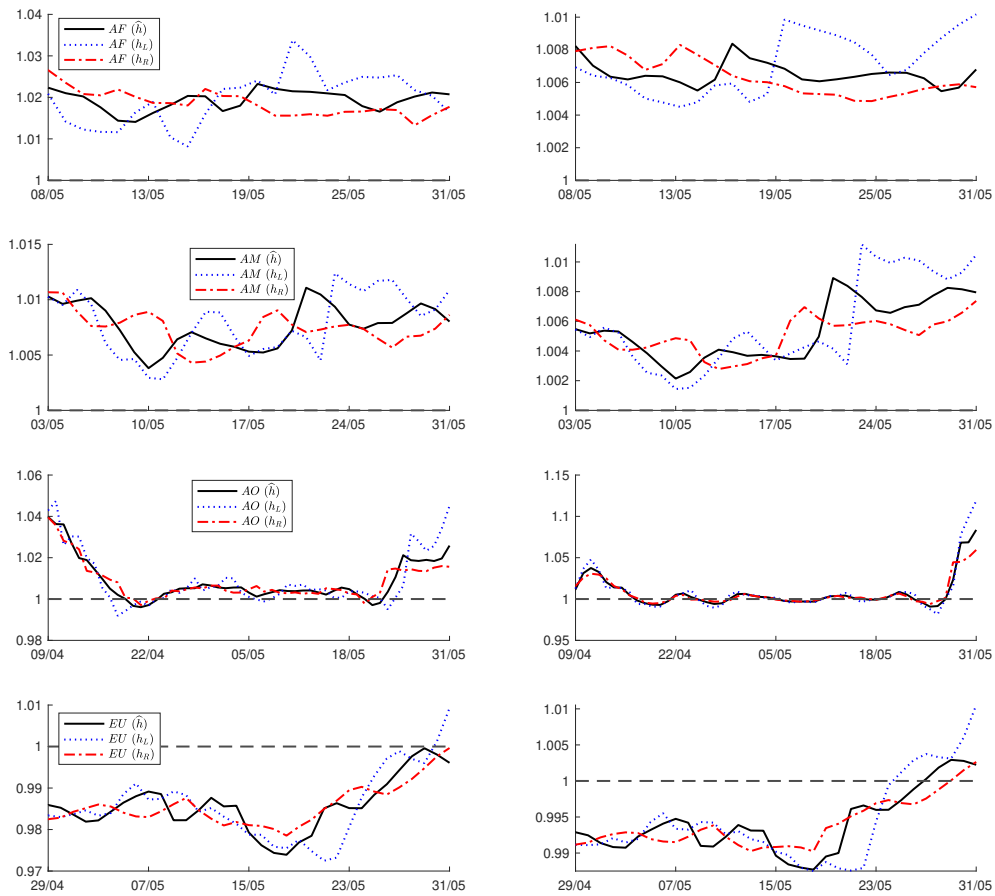 1.04
1.03
1.02
1.01
1
08/05 13/05 19/05 25/05 31/05
AF (ĥ)
AF (h_L)
AF (h_R)
1.01
1.008
1.006
1.004
1.002
1
08/05 13/05 19/05 25/05 31/05
1.015
1.01
1.005
1
03/05 10/05 17/05 24/05 31/05
AM (ĥ)
AM (h_L)
AM (h_R)
1.01
1.008
1.006
1.004
1.002
1
03/05 10/05 17/05 24/05 31/05
1.06
1.04
1.02
1
0.98
09/04 22/04 05/05 18/05 31/05
AO (ĥ)
AO (h_L)
AO (h_R)
1.15
1.1
1.05
1
0.95
09/04 22/04 05/05 18/05 31/05
1.01
1
0.99
0.98
0.97
29/04 07/05 15/05 23/05 31/05
EU (ĥ)
EU (h_L)
EU (h_R)
1.01
1.005
1
0.995
0.99
29/04 07/05 15/05 23/05 31/05